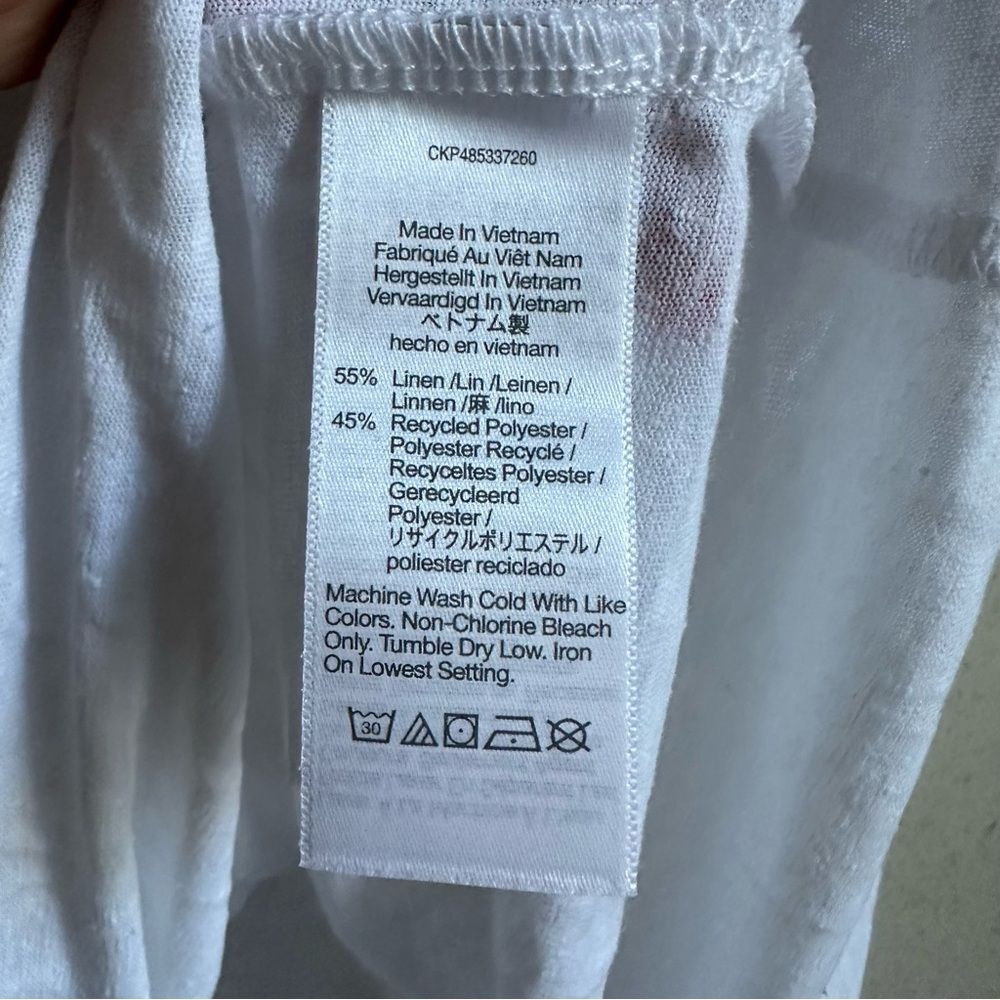 CKP485337260
Made In Vietnam
Fabriqué Au Viêt Nam
Hergestellt In Vietnam
Vervaardigd In Vietnam
ベトナム製
hecho en vietnam
55% Linen /Lin /Leinen /
Linnen /麻 /lino
45% Recycled Polyester /
Polyester Recyclé /
Recyceltes Polyester /
Gerecycleerd
Polyester /
リサイクルポリエステル /
poliester reciclado
Machine Wash Cold With Like
Colors. Non-Chlorine Bleach
Only. Tumble Dry Low. Iron
On Lowest Setting.
30